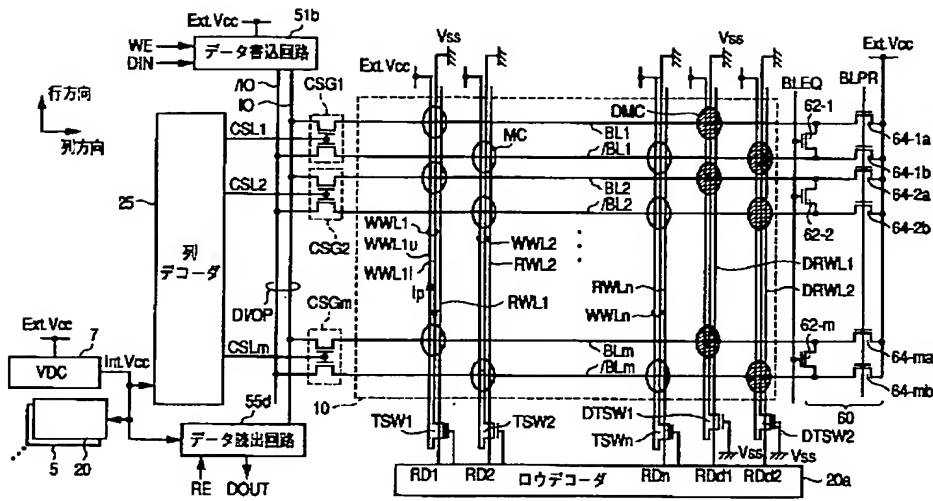 Ext.Vcc
51b
WE
DIN
データ書込回路
/IO
IO
CSG1
行方向
列方向
CSL1
CSL2
CSG2
25
列デコーダ
DI/OP
CSGm
CSLm
Ext.Vcc
7
VDC
Int.Vcc
5
20
55d
データ読出回路
RE
DOUT
10
Ext.Vcc
Vss
MC
DMC
Vss
BL1
/BL1
BL2
/BL2
WWL1
WWL1u
WWL1l
Ip
RWL1
WWL2
RWL2
RWLn
WWLn
DRWL1
DRWL2
BLm
/BLm
TSW1
TSW2
DTSW1
TSWn
DTSW2
Vss
Vss
RD1
RD2
RDn
RDd1
RDd2
ロウデコーダ
20a
BLEQ
BLPR
Ext.Vcc
62-1
64-1a
64-1b
64-2a
64-2b
62-2
62-m
64-ma
64-mb
60